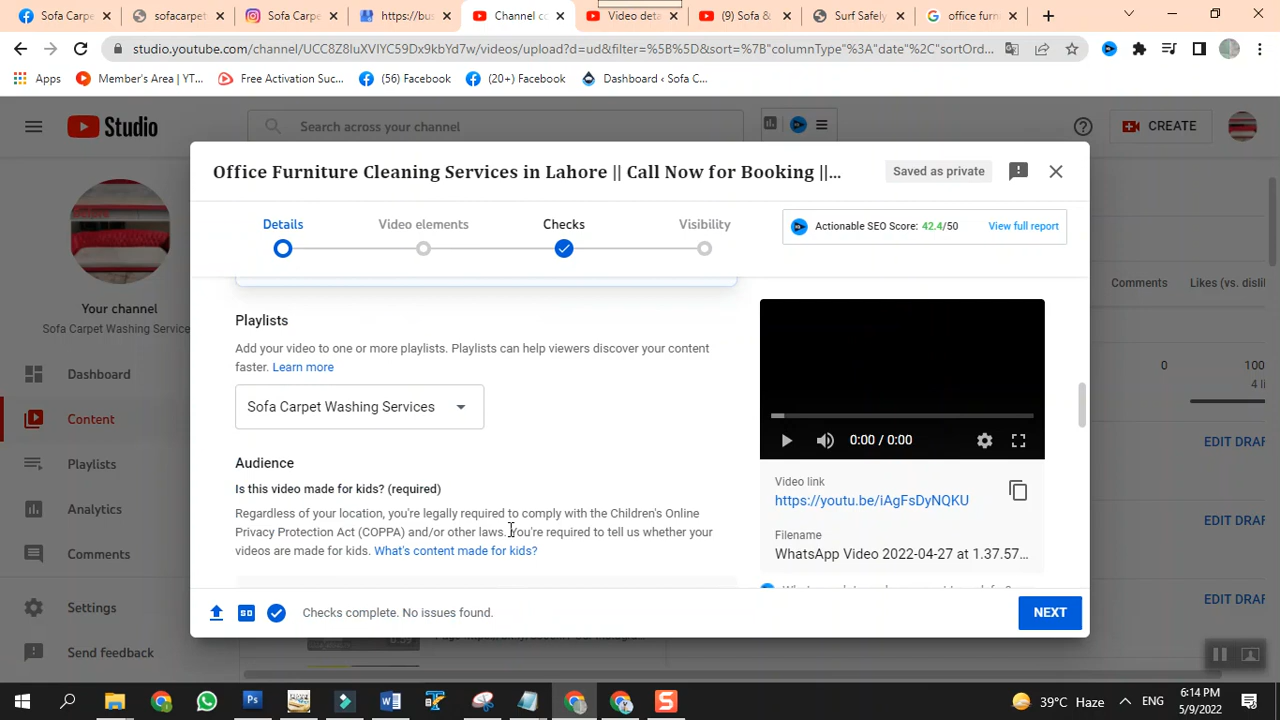 Sofa Carpe
sofacarpet
Sofa Carpe
https://bus
Channel cc
Video deta
(9) Sofa &
Surf Safely
office furn
studio.youtube.com/channel/UCC8Z8luXVlYC59Dx9kbYd7w/videos/upload?d=ud&filter=%5B%5D&sort=%7B"columnType"%3A"date"%2C"sortOrd...
Apps
Member's Area | YT...
Free Activation Suc...
(56) Facebook
(20+) Facebook
Dashboard ‹ Sofa C...
Studio
Search across your channel
CREATE
Office Furniture Cleaning Services in Lahore || Call Now for Booking ||...
Saved as private
Details
Video elements
Checks
Visibility
Actionable SEO Score: 42.4/50
View full report
Your channel
Sofa Carpet Washing Service
Dashboard
Content
Playlists
Analytics
Comments
Settings
Send feedback
Playlists
Add your video to one or more playlists. Playlists can help viewers discover your content
faster. Learn more
Sofa Carpet Washing Services
Audience
Is this video made for kids? (required)
Regardless of your location, you're legally required to comply with the Children's Online
Privacy Protection Act (COPPA) and/or other laws. You're required to tell us whether your
videos are made for kids. What's content made for kids?
0:00 / 0:00
Video link
https://youtu.be/iAgFsDyNQKU
Filename
WhatsApp Video 2022-04-27 at 1.37.57...
Comments
Likes (vs. disli
0
100
4 li
EDIT DRAF
EDIT DRAF
EDIT DRAF
SD
Checks complete. No issues found.
NEXT
39°C Haze
ENG
6:14 PM
5/9/2022